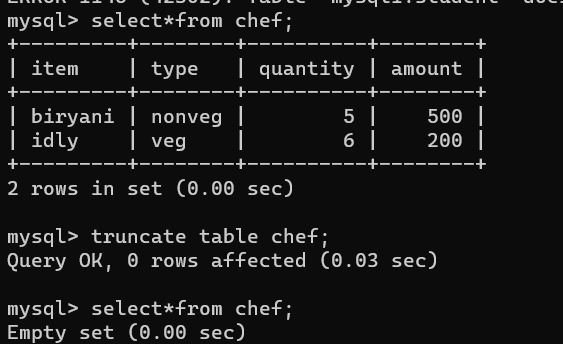 mysql> select*from chef;
+---------+--------+----------+--------+
| item    | type   | quantity | amount |
+---------+--------+----------+--------+
| biryani | nonveg |        5 |    500 |
| idly    | veg    |        6 |    200 |
+---------+--------+----------+--------+
2 rows in set (0.00 sec)
mysql> truncate table chef;
Query OK, 0 rows affected (0.03 sec)
mysql> select*from chef;
Empty set (0.00 sec)